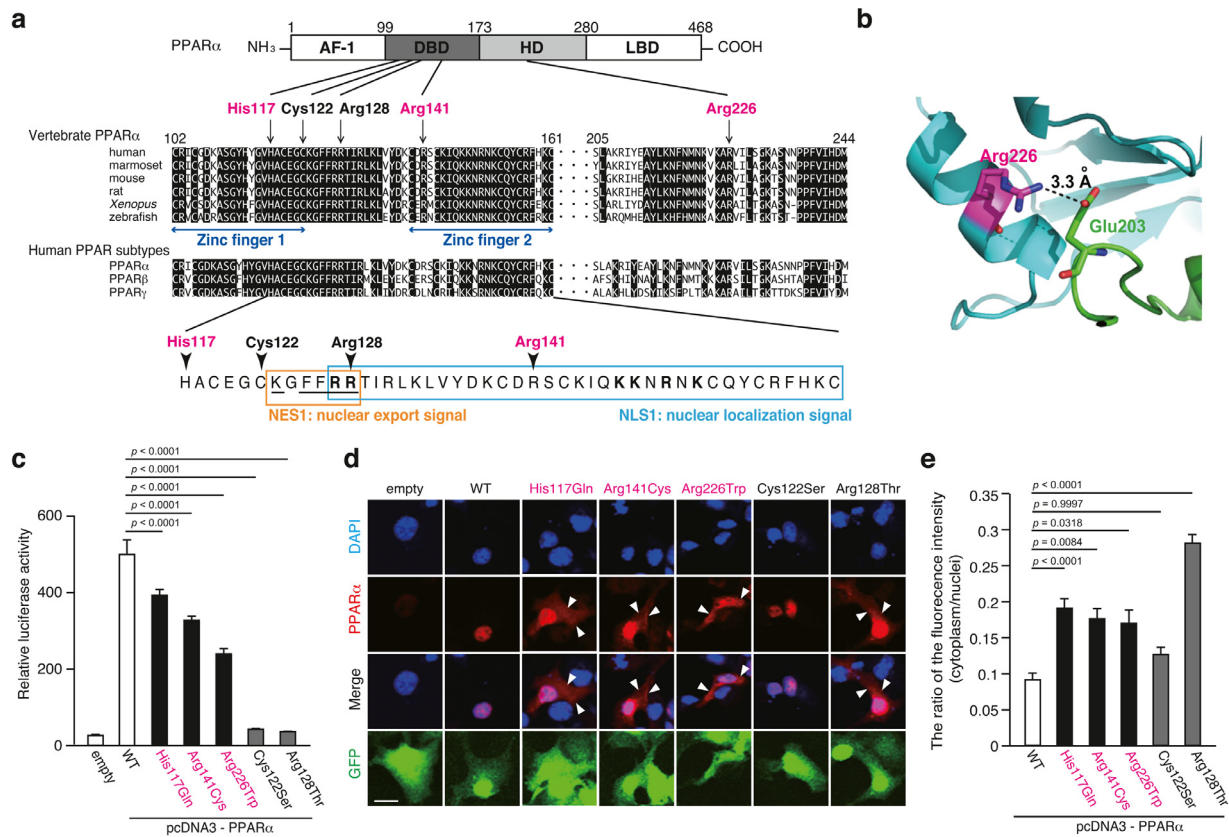 a
1 99 173 280 468
PPARα NH₃ AF-1 DBD HD LBD COOH
His117 Cys122 Arg128 Arg141 Arg226
Vertebrate PPARα
102 161 205 244
human
marmoset
mouse
rat
Xenopus
zebrafish
Zinc finger 1 Zinc finger 2
Human PPAR subtypes
PPARα
PPARβ
PPARγ
His117 Cys122 Arg128 Arg141
HACEGCKGFFRRTIRLKLVYDKCDRSCKIQKKNRNKCQYCRFHKC
NES1: nuclear export signal NLS1: nuclear localization signal
b
Arg226
3.3 Å
Glu203
c
p < 0.0001
p < 0.0001
p < 0.0001
p < 0.0001
p < 0.0001
Relative luciferase activity
600
400
200
0
empty WT His117Gln Arg141Cys Arg226Trp Cys122Ser Arg128Thr
pcDNA3 - PPARα
d
empty WT His117Gln Arg141Cys Arg226Trp Cys122Ser Arg128Thr
DAPI
PPARα
Merge
GFP
e
p < 0.0001
p = 0.9997
p = 0.0318
p = 0.0084
p < 0.0001
The ratio of the fluorecence intensity
(cytoplasm/nuclei)
0.35
0.3
0.25
0.2
0.15
0.1
0.05
0
WT His117Gln Arg141Cys Arg226Trp Cys122Ser Arg128Thr
pcDNA3 - PPARα